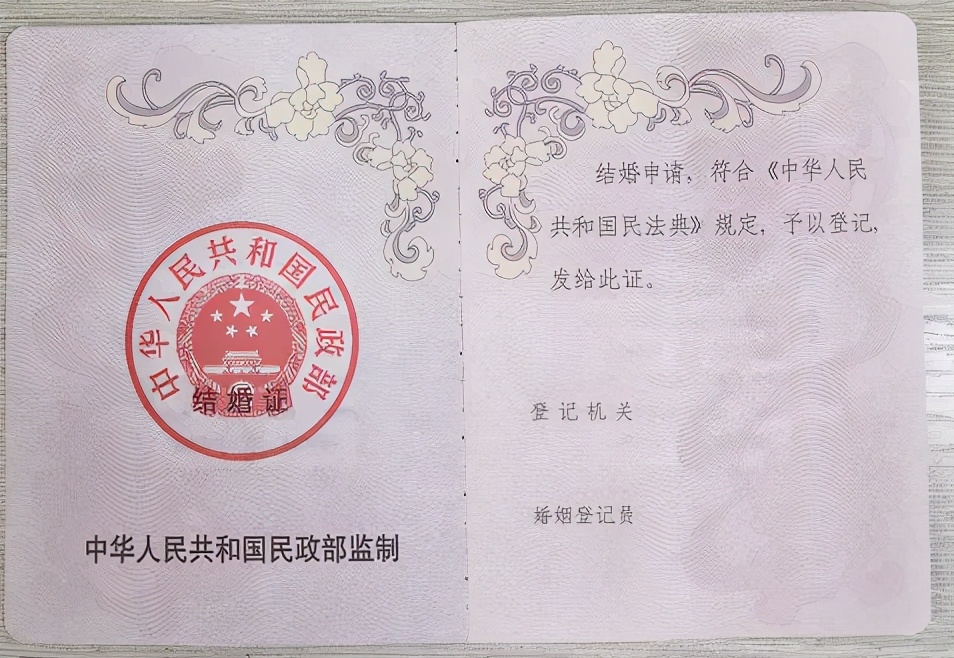 中华人民共和国民政部
结婚证
中华人民共和国民政部监制
结婚申请，符合《中华人民
共和国民法典》规定，予以登记，
发给此证。
登记机关
婚姻登记员